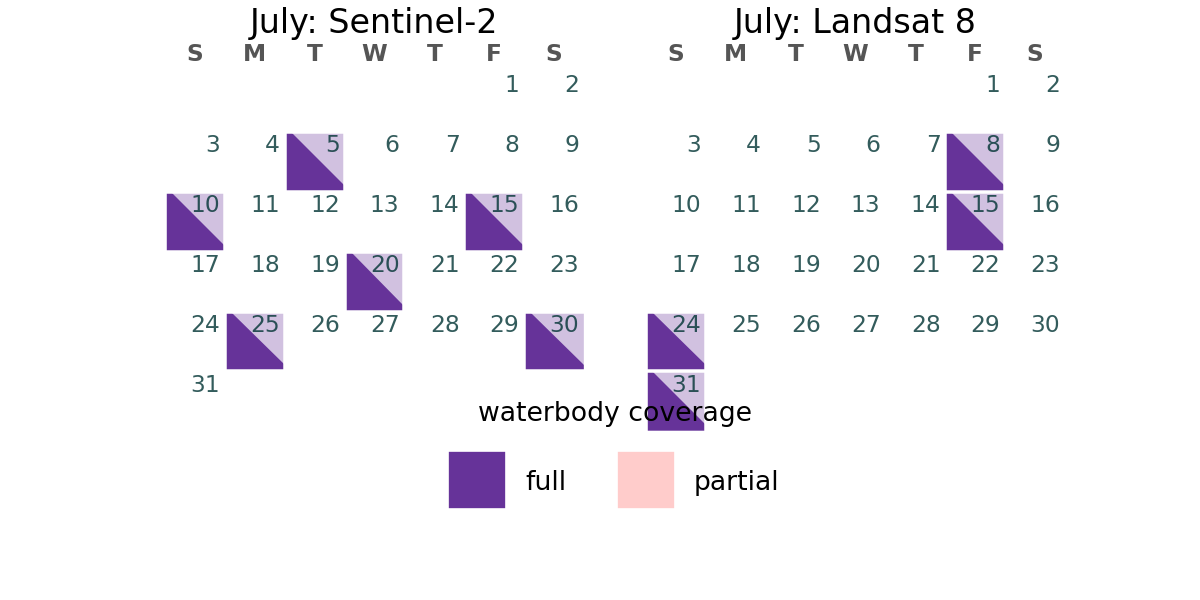 July: Sentinel-2
S M T W T F S
1 2
3 4 5 6 7 8 9
10 11 12 13 14 15 16
17 18 19 20 21 22 23
24 25 26 27 28 29 30
31
July: Landsat 8
S M T W T F S
1 2
3 4 5 6 7 8 9
10 11 12 13 14 15 16
17 18 19 20 21 22 23
24 25 26 27 28 29 30
31
waterbody coverage
full partial